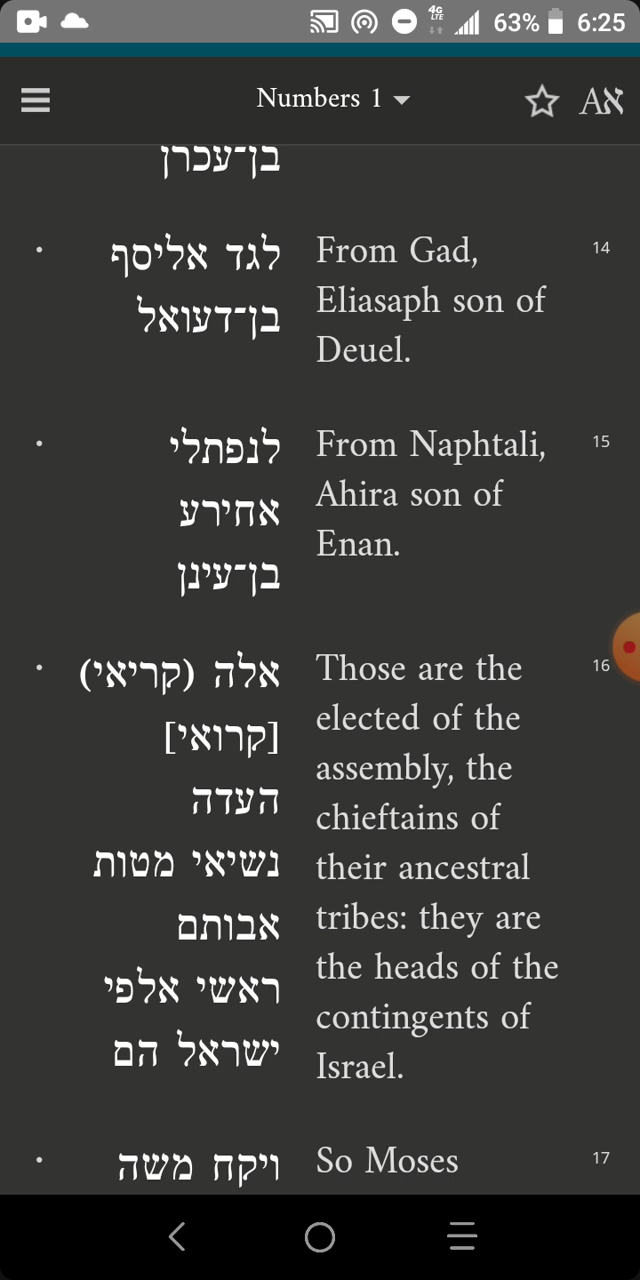 4G
LTE
63%
6:25
Numbers 1
Aא
בן־עכרן
לגד אליסף
בן־דעואל
From Gad,
Eliasaph son of
Deuel.
14
לנפתלי
אחירע
בן־עינן
From Naphtali,
Ahira son of
Enan.
15
אלה (קריאי)
[קרואי]
העדה
נשיאי מטות
אבותם
ראשי אלפי
ישראל הם
Those are the
elected of the
assembly, the
chieftains of
their ancestral
tribes: they are
the heads of the
contingents of
Israel.
16
ויקח משה
So Moses
17